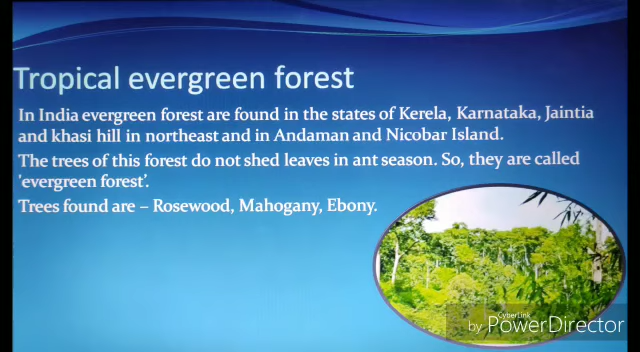 Tropical evergreen forest
In India evergreen forest are found in the states of Kerela, Karnataka, Jaintia
and khasi hill in northeast and in Andaman and Nicobar Island.
The trees of this forest do not shed leaves in ant season. So, they are called
'evergreen forest'.
Trees found are – Rosewood, Mahogany, Ebony.
CyberLink
by PowerDirector